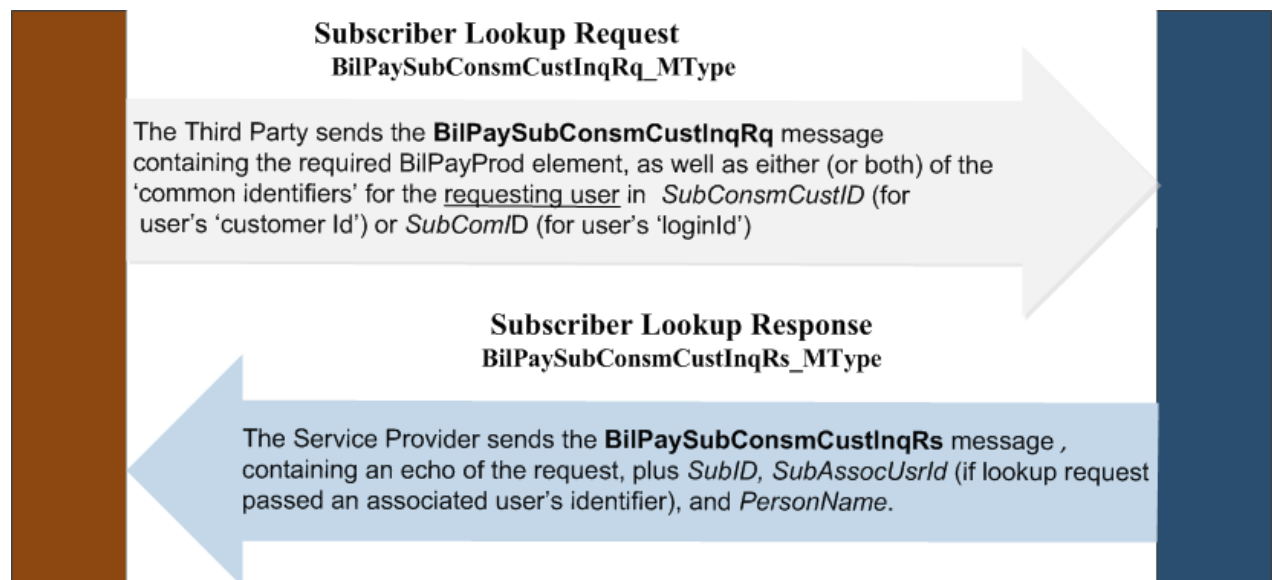 Subscriber Lookup Request
BilPaySubConsmCustInqRq_MType
The Third Party sends the BilPaySubConsmCustInqRq message
containing the required BilPayProd element, as well as either (or both) of the
‘common identifiers’ for the requesting user in SubConsmCustID (for
user’s ‘customer Id’) or SubComID (for user’s ‘loginId’)
Subscriber Lookup Response
BilPaySubConsmCustInqRs_MType
The Service Provider sends the BilPaySubConsmCustInqRs message ,
containing an echo of the request, plus SubID, SubAssocUsrId (if lookup request
passed an associated user’s identifier), and PersonName.